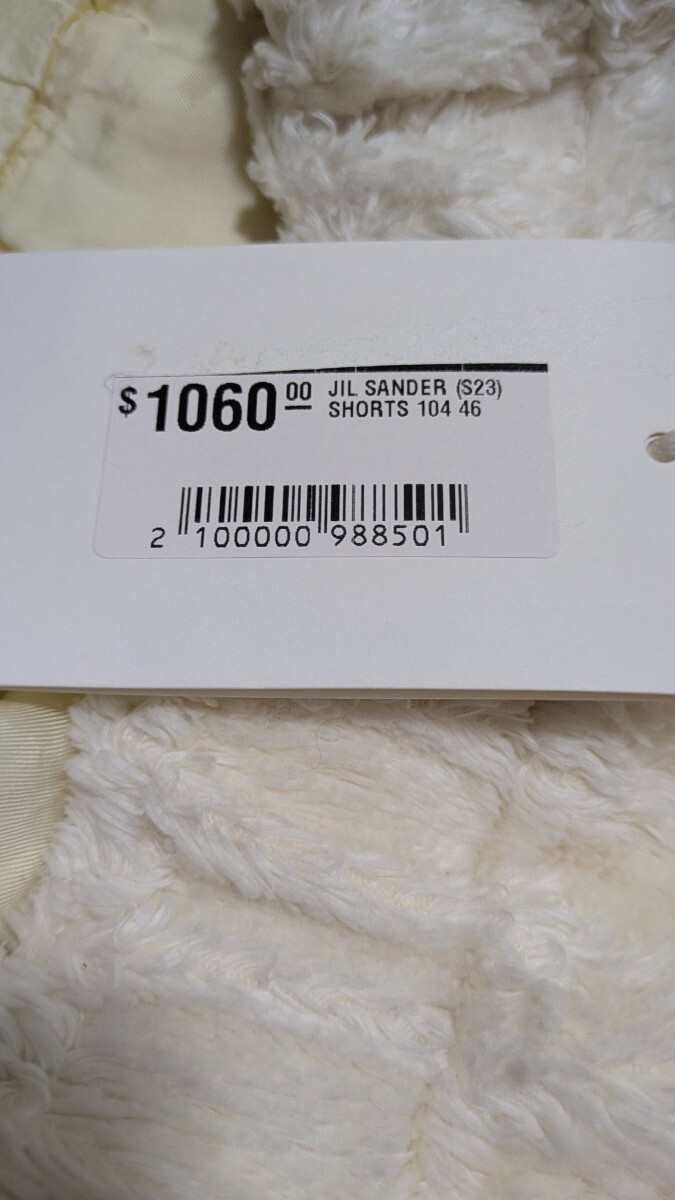 $1060 00 JIL SANDER (S23)
SHORTS 104 46
2 100000 988501